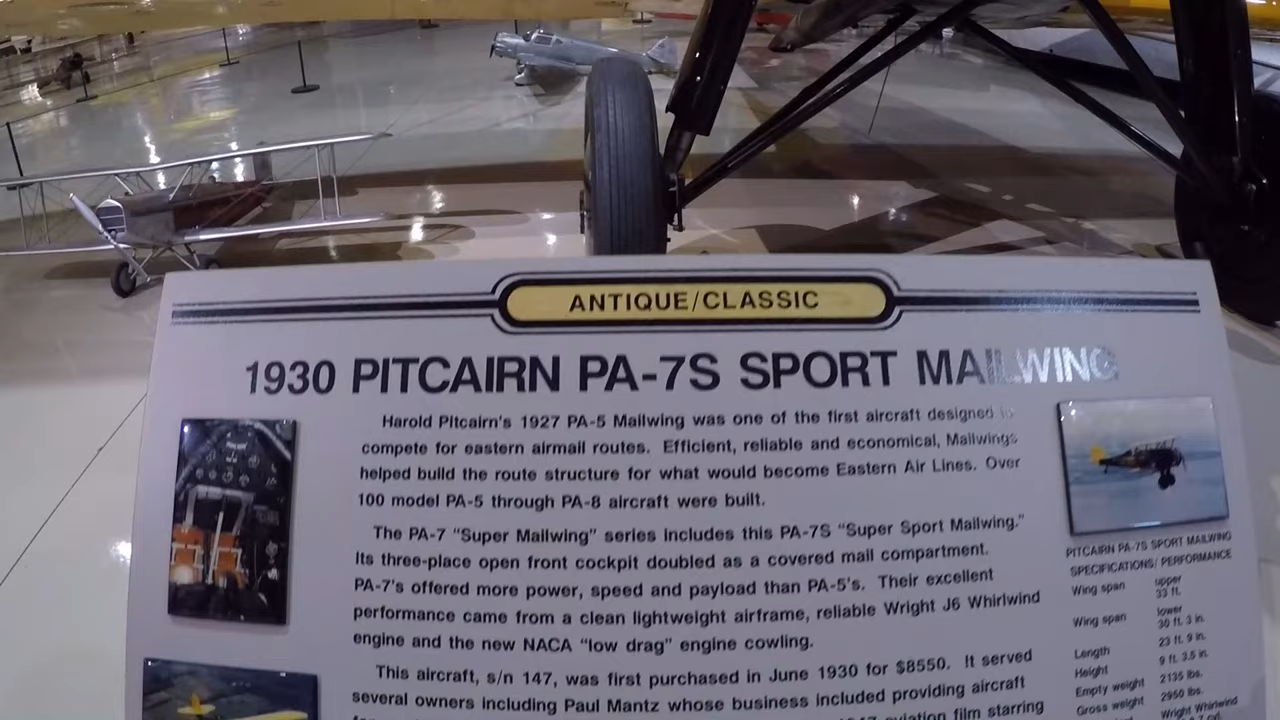 ANTIQUE/CLASSIC
1930 PITCAIRN PA-7S SPORT MAILWING
Harold Pitcairn's 1927 PA-5 Mailwing was one of the first aircraft designed
compete for eastern airmail routes. Efficient, reliable and economical, Mailwings
helped build the route structure for what would become Eastern Air Lines. Over
100 model PA-5 through PA-8 aircraft were built.
The PA-7 "Super Mailwing" series includes this PA-7S "Super Sport Mailwing."
Its three-place open front cockpit doubled as a covered mail compartment.
PA-7's offered more power, speed and payload than PA-5's. Their excellent
performance came from a clean lightweight airframe, reliable Wright J6 Whirlwind
engine and the new NACA "low drag" engine cowling.
This aircraft, s/n 147, was first purchased in June 1930 for $8550. It served
several owners including Paul Mantz whose business included providing aircraft
aviation film starring
PITCAIRN PA-7S SPORT MAILWING
SPECIFICATIONS/ PERFORMANCE
Wing span upper
33 ft.
Wing span lower
30 ft. 3 in.
Length 23 ft. 9 in.
Height 9 ft. 3.5 in.
Empty weight 2135 lbs.
Gross weight 2950 lbs.
Wright Whirlwind